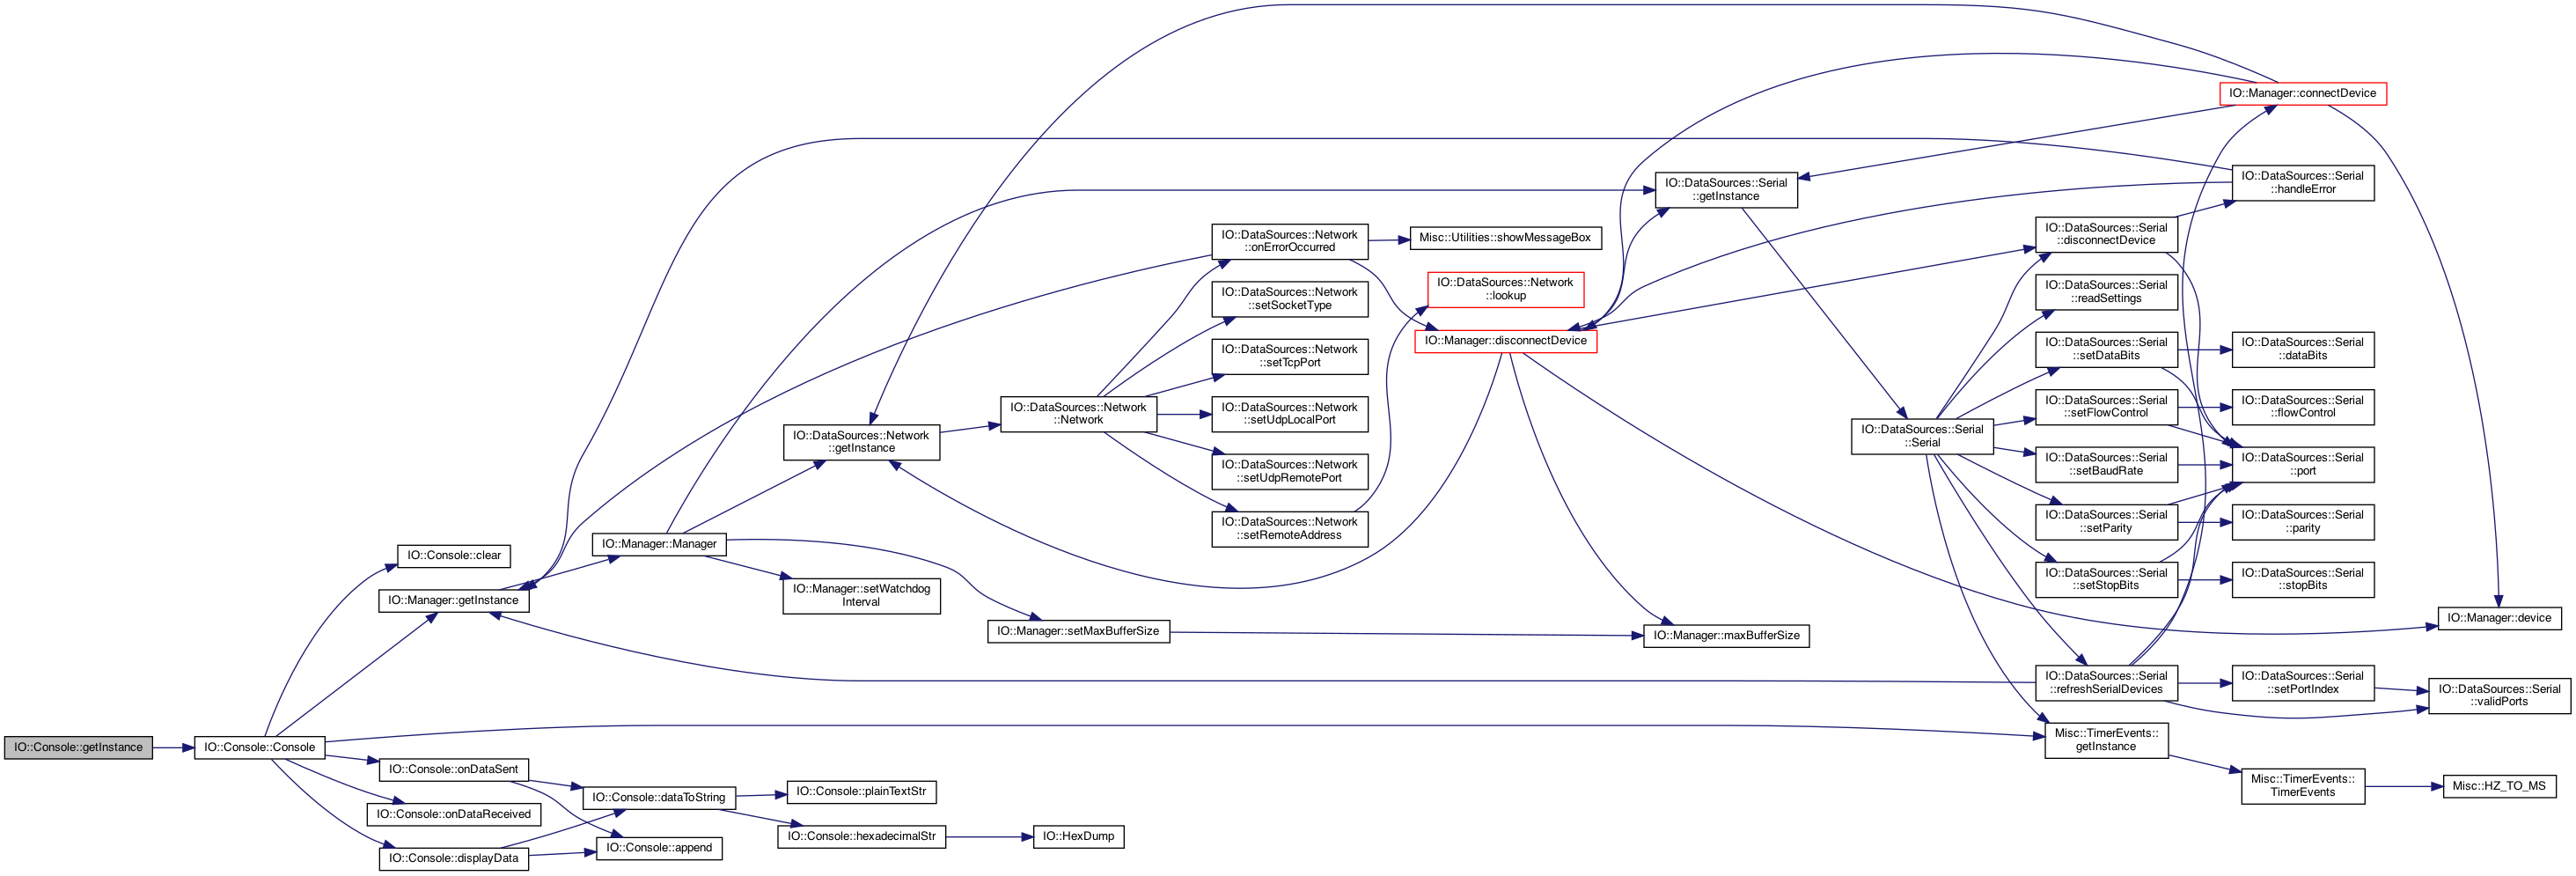 IO::Console::getInstance
IO::Console::Console
IO::Console::clear
IO::Manager::getInstance
IO::Console::onDataSent
IO::Console::onDataReceived
IO::Console::displayData
IO::Manager::Manager
IO::Console::dataToString
IO::Console::append
IO::DataSources::Network
::getInstance
IO::Manager::setWatchdog
Interval
IO::Console::plainTextStr
IO::Console::hexadecimalStr
IO::Manager::setMaxBufferSize
IO::HexDump
IO::DataSources::Network
::Network
IO::DataSources::Network
::onErrorOccurred
IO::DataSources::Network
::setSocketType
IO::DataSources::Network
::setTcpPort
IO::DataSources::Network
::setUdpLocalPort
IO::DataSources::Network
::setUdpRemotePort
IO::DataSources::Network
::setRemoteAddress
Misc::Utilities::showMessageBox
IO::DataSources::Network
::lookup
IO::Manager::disconnectDevice
IO::DataSources::Serial
::getInstance
IO::Manager::maxBufferSize
IO::DataSources::Serial
::Serial
IO::DataSources::Serial
::disconnectDevice
IO::DataSources::Serial
::readSettings
IO::DataSources::Serial
::setDataBits
IO::DataSources::Serial
::setFlowControl
IO::DataSources::Serial
::setBaudRate
IO::DataSources::Serial
::setParity
IO::DataSources::Serial
::setStopBits
IO::DataSources::Serial
::refreshSerialDevices
Misc::TimerEvents::
getInstance
IO::Manager::connectDevice
IO::DataSources::Serial
::handleError
IO::DataSources::Serial
::dataBits
IO::DataSources::Serial
::flowControl
IO::DataSources::Serial
::port
IO::DataSources::Serial
::parity
IO::DataSources::Serial
::stopBits
IO::DataSources::Serial
::setPortIndex
Misc::TimerEvents::
TimerEvents
IO::Manager::device
IO::DataSources::Serial
::validPorts
Misc::HZ_TO_MS